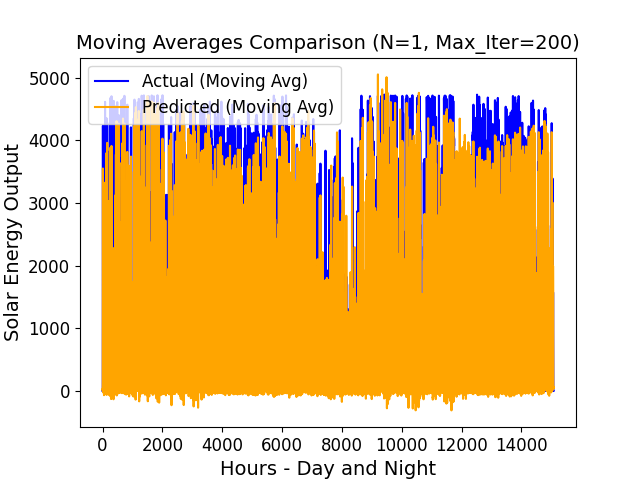 Moving Averages Comparison (N=1, Max_Iter=200)
Actual (Moving Avg)
Predicted (Moving Avg)
Solar Energy Output
5000
4000
3000
2000
1000
0
0 2000 4000 6000 8000 10000 12000 14000
Hours - Day and Night